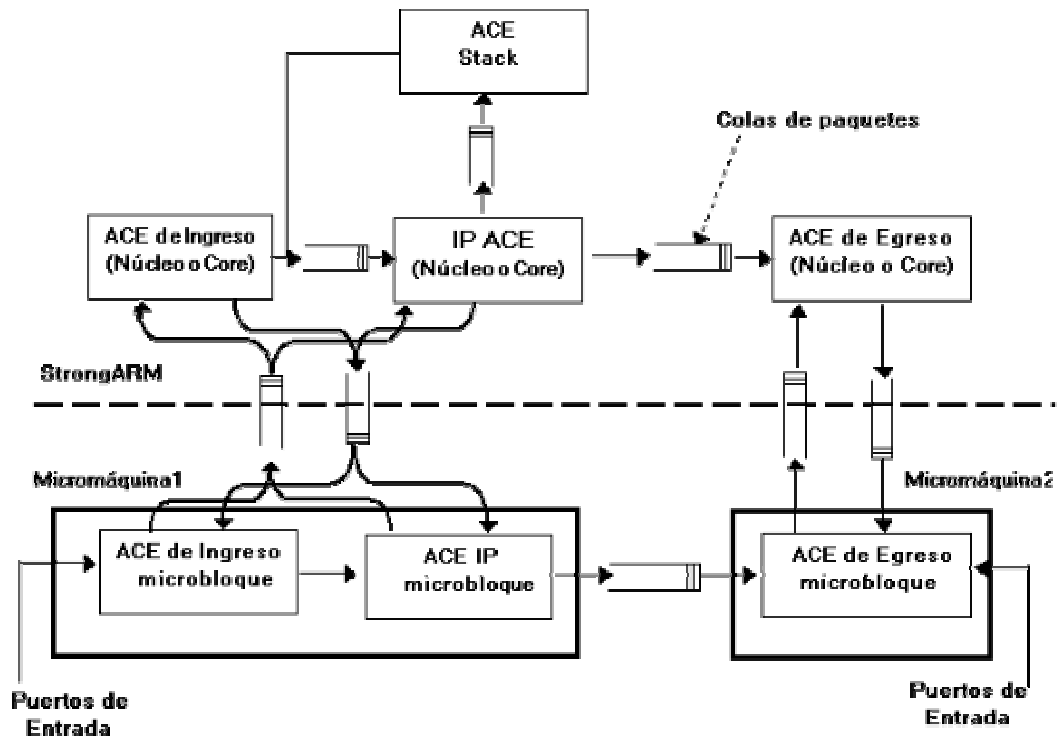 ACE
Stack
Colas de paquetes
ACE de Ingreso
(Núcleo o Core)
IP ACE
(Núcleo o Core)
ACE de Egreso
(Núcleo o Core)
StrongARM
Micromáquina1
Micromáquina2
ACE de Ingreso
microbloque
ACE IP
microbloque
ACE de Egreso
microbloque
Puertos de
Entrada
Puertos de
Entrada